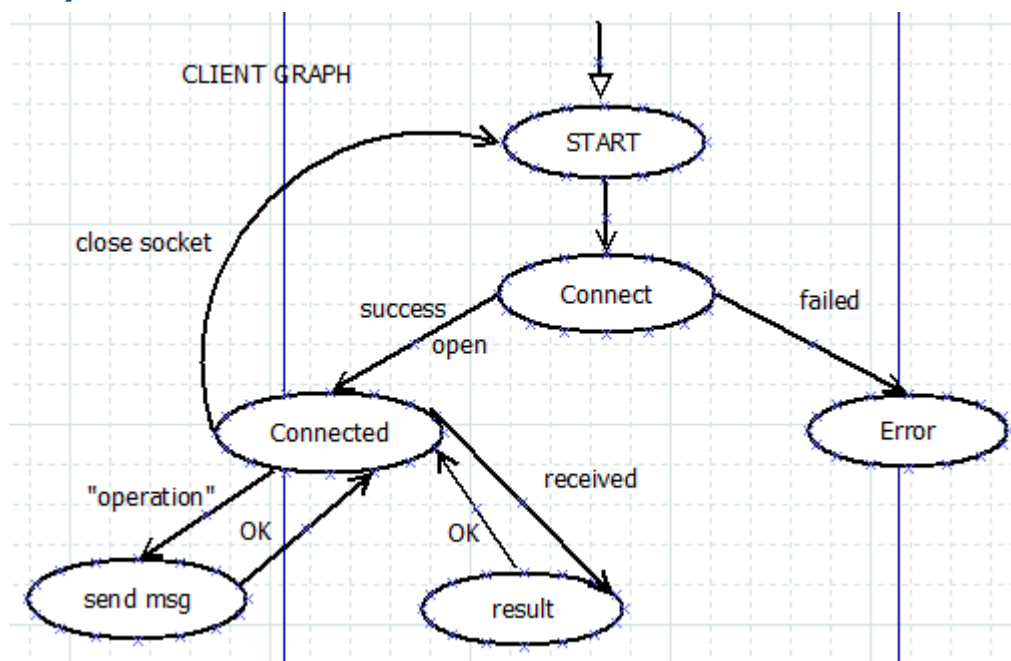 CLIENT GRAPH
START
close socket
Connect
success
open
failed
Connected
Error
"operation"
OK
received
OK
send msg
result